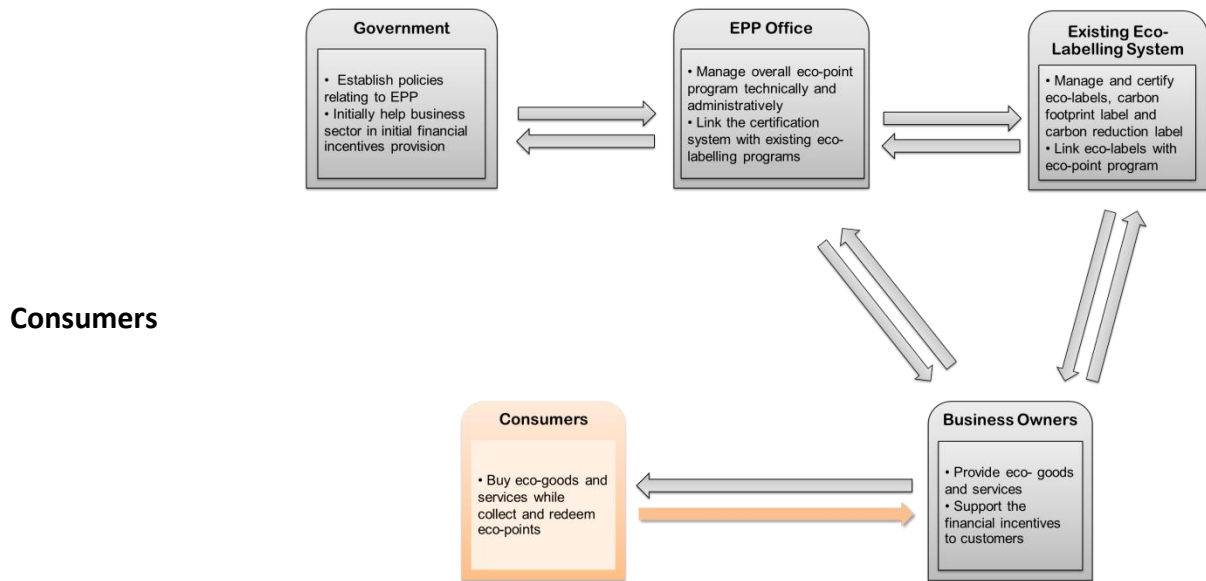 Government
• Establish policies
relating to EPP
• Initially help business
sector in initial financial
incentives provision
EPP Office
• Manage overall eco-point
program technically and
administratively
• Link the certification
system with existing eco-
labelling programs
Existing Eco-
Labelling System
• Manage and certify
eco-labels, carbon
footprint label and
carbon reduction label
• Link eco-labels with
eco-point program
Consumers
Consumers
• Buy eco-goods and
services while
collect and redeem
eco-points
Business Owners
• Provide eco- goods
and services
• Support the
financial incentives
to customers